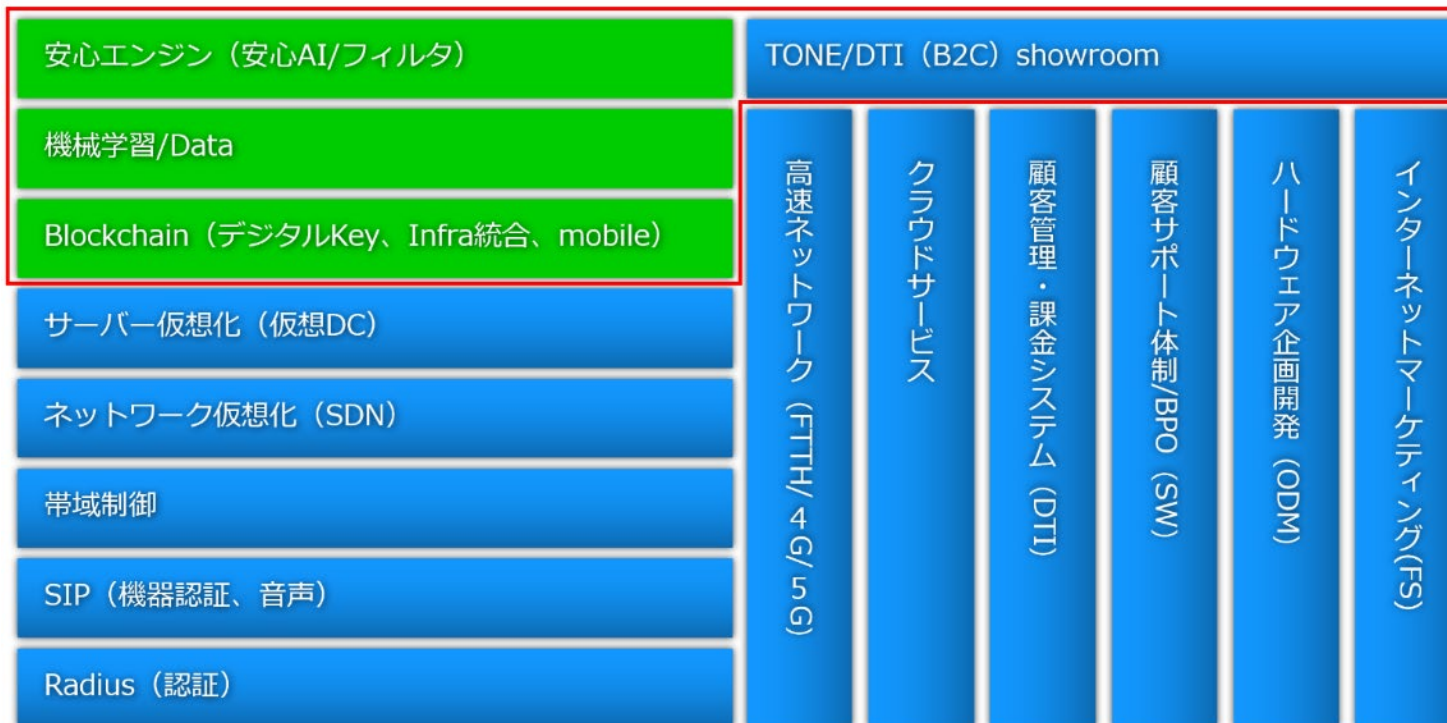 安心エンジン（安心AI/フィルタ）
機械学習/Data
Blockchain（デジタルKey、Infra統合、mobile）
サーバー仮想化（仮想DC）
ネットワーク仮想化（SDN）
帯域制御
SIP（機器認証、音声）
Radius（認証）
TONE/DTI（B2C）showroom
高速ネットワーク（FTTH/４G/５G）
クラウドサービス
顧客管理・課金システム（DTI）
顧客サポート体制/BPO（SW）
ハードウェア企画開発（ODM）
インターネットマーケティング(FS)